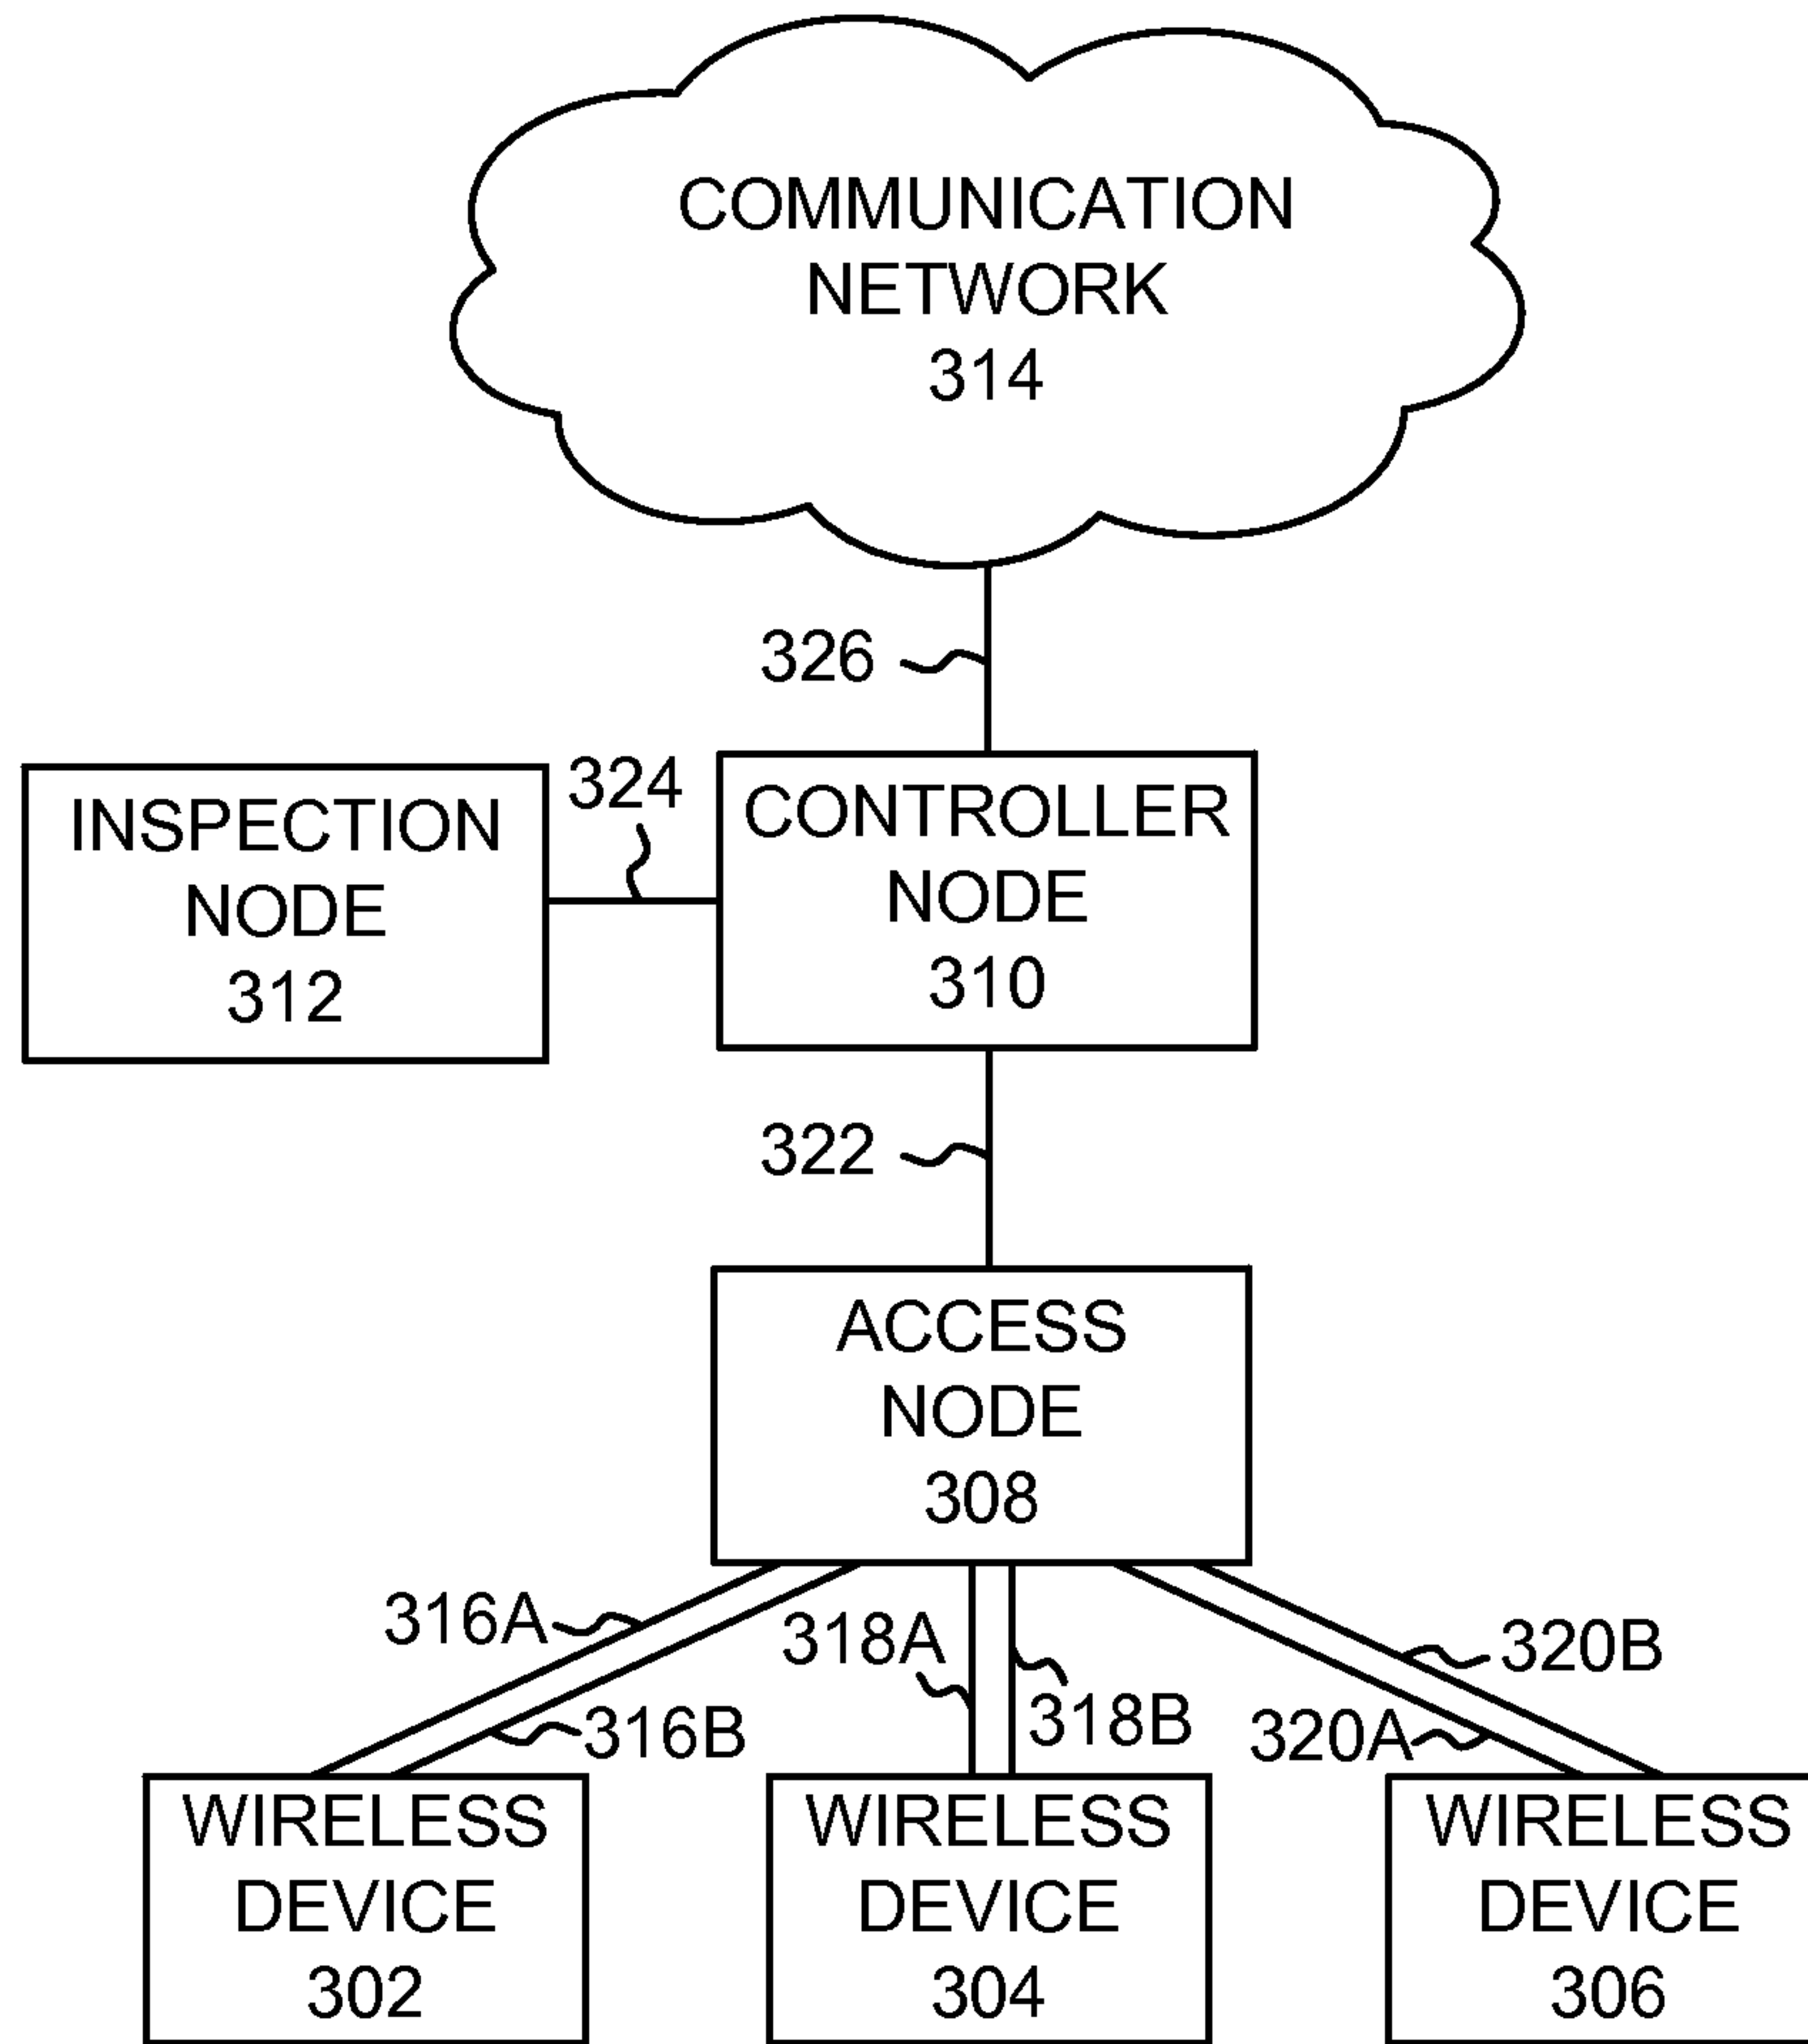 COMMUNICATION
NETWORK
314
326
324
INSPECTION
NODE
312
CONTROLLER
NODE
310
322
ACCESS
NODE
308
316A
318A
320B
316B
318B
320A
WIRELESS
DEVICE
302
WIRELESS
DEVICE
304
WIRELESS
DEVICE
306